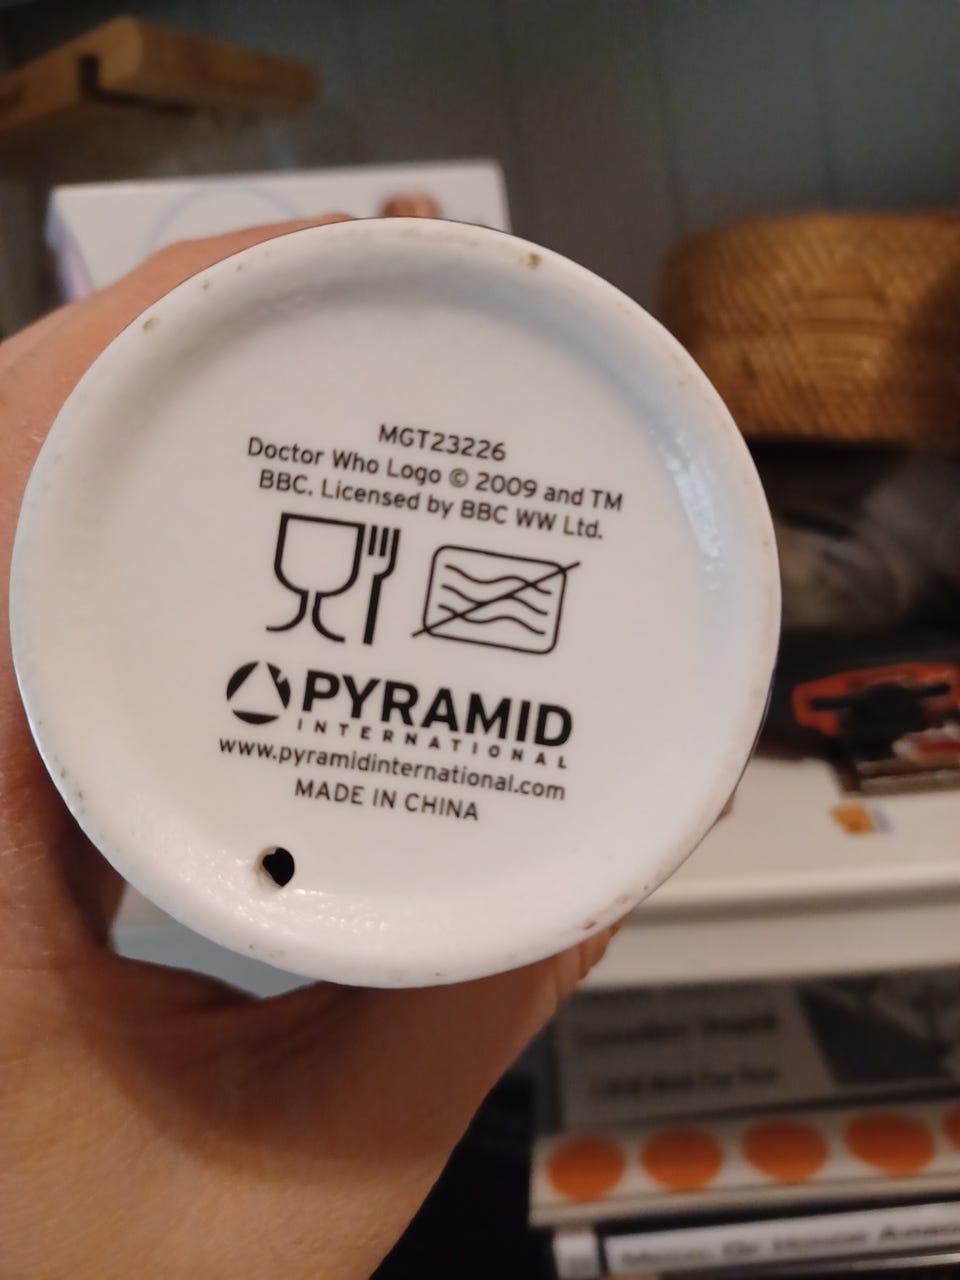 MGT23226
Doctor Who Logo © 2009 and TM
BBC. Licensed by BBC WW Ltd.
PYRAMID
INTERNATIONAL
www.pyramidinternational.com
MADE IN CHINA